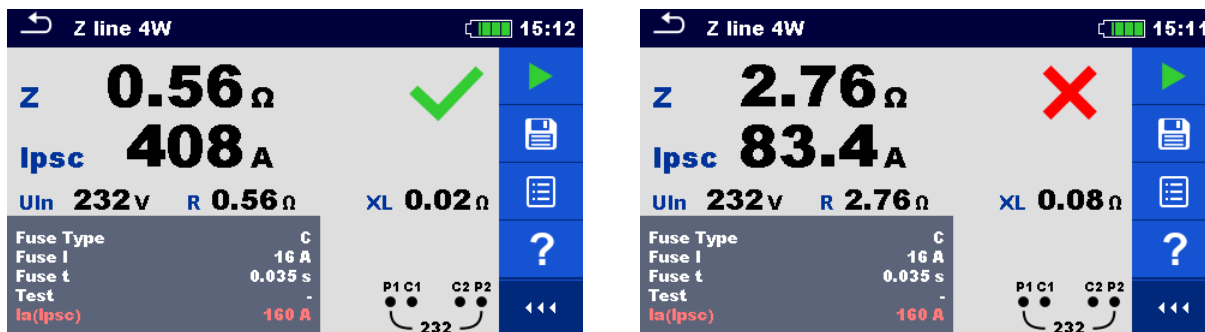 Z line 4W 15:12
Z 0.56 Ω
Ipsc 408 A
Uln 232 V R 0.56 Ω XL 0.02 Ω
Fuse Type C
Fuse I 16 A
Fuse t 0.035 s
Test -
Ia(Ipsc) 160 A
P1 C1 C2 P2
232
?
Z line 4W 15:11
Z 2.76 Ω
Ipsc 83.4 A
Uln 232 V R 2.76 Ω XL 0.08 Ω
Fuse Type C
Fuse I 16 A
Fuse t 0.035 s
Test -
Ia(Ipsc) 160 A
P1 C1 C2 P2
232
?